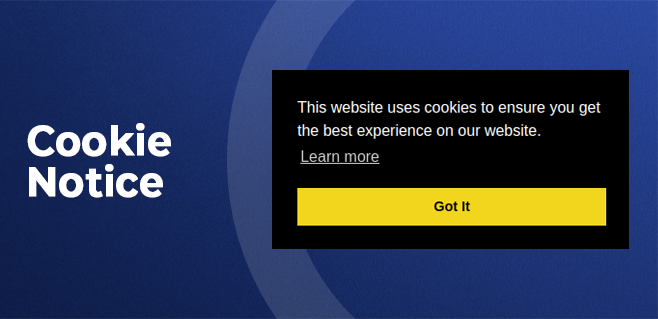 Cookie
Notice
This website uses cookies to ensure you get
the best experience on our website.
Learn more
Got It